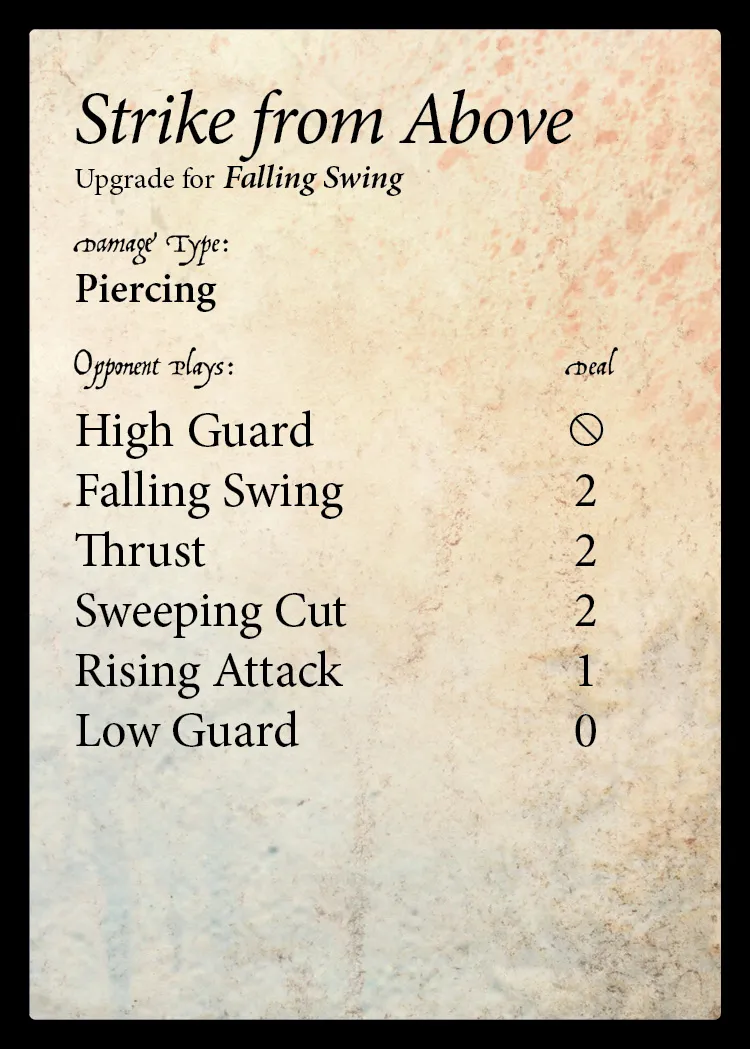 Strike from Above
Upgrade for Falling Swing
Damage Type:
Piercing
Opponent Plays: Deal
High Guard 🛇
Falling Swing 2
Thrust 2
Sweeping Cut 2
Rising Attack 1
Low Guard 0